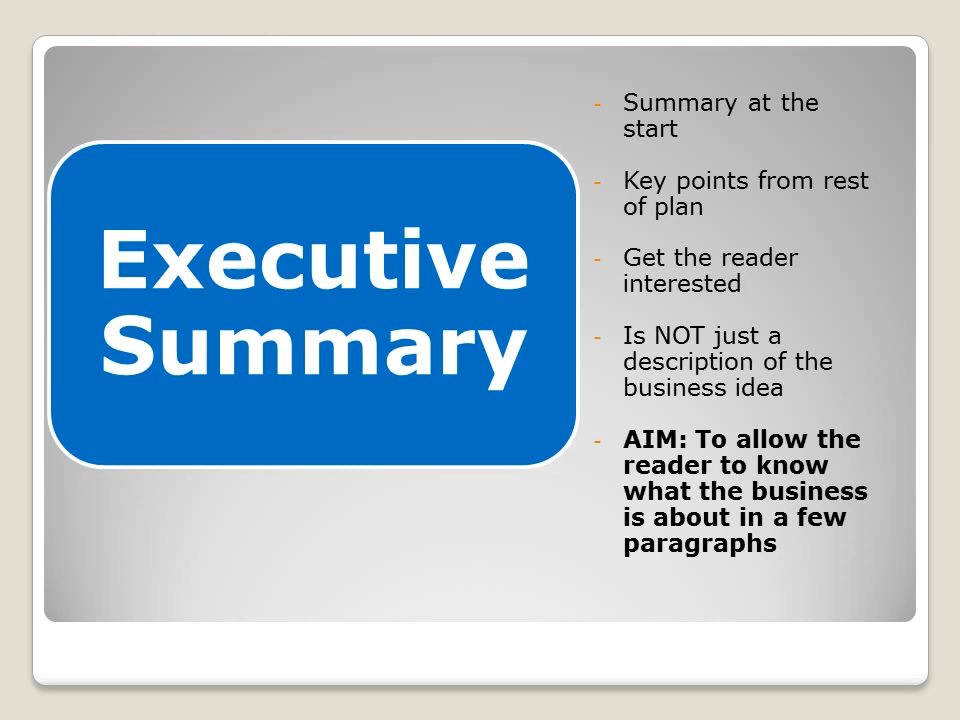 Executive
Summary
- Summary at the
start
- Key points from rest
of plan
- Get the reader
interested
- Is NOT just a
description of the
business idea
- AIM: To allow the
reader to know
what the business
is about in a few
paragraphs